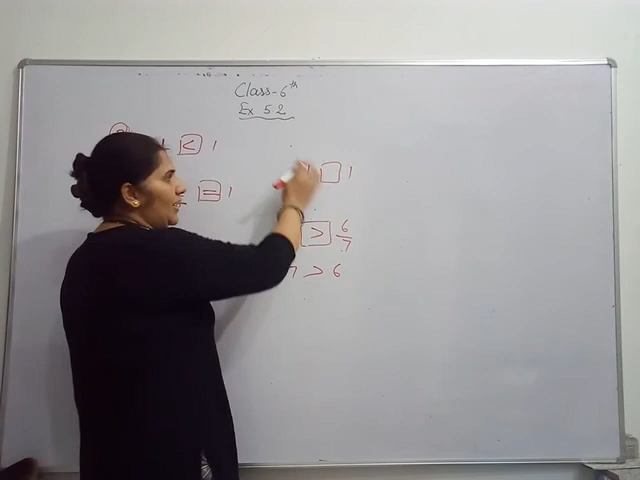 Class-6th
Ex 5.2
< 1
= 1
□ 1
> 6/7
7 > 6